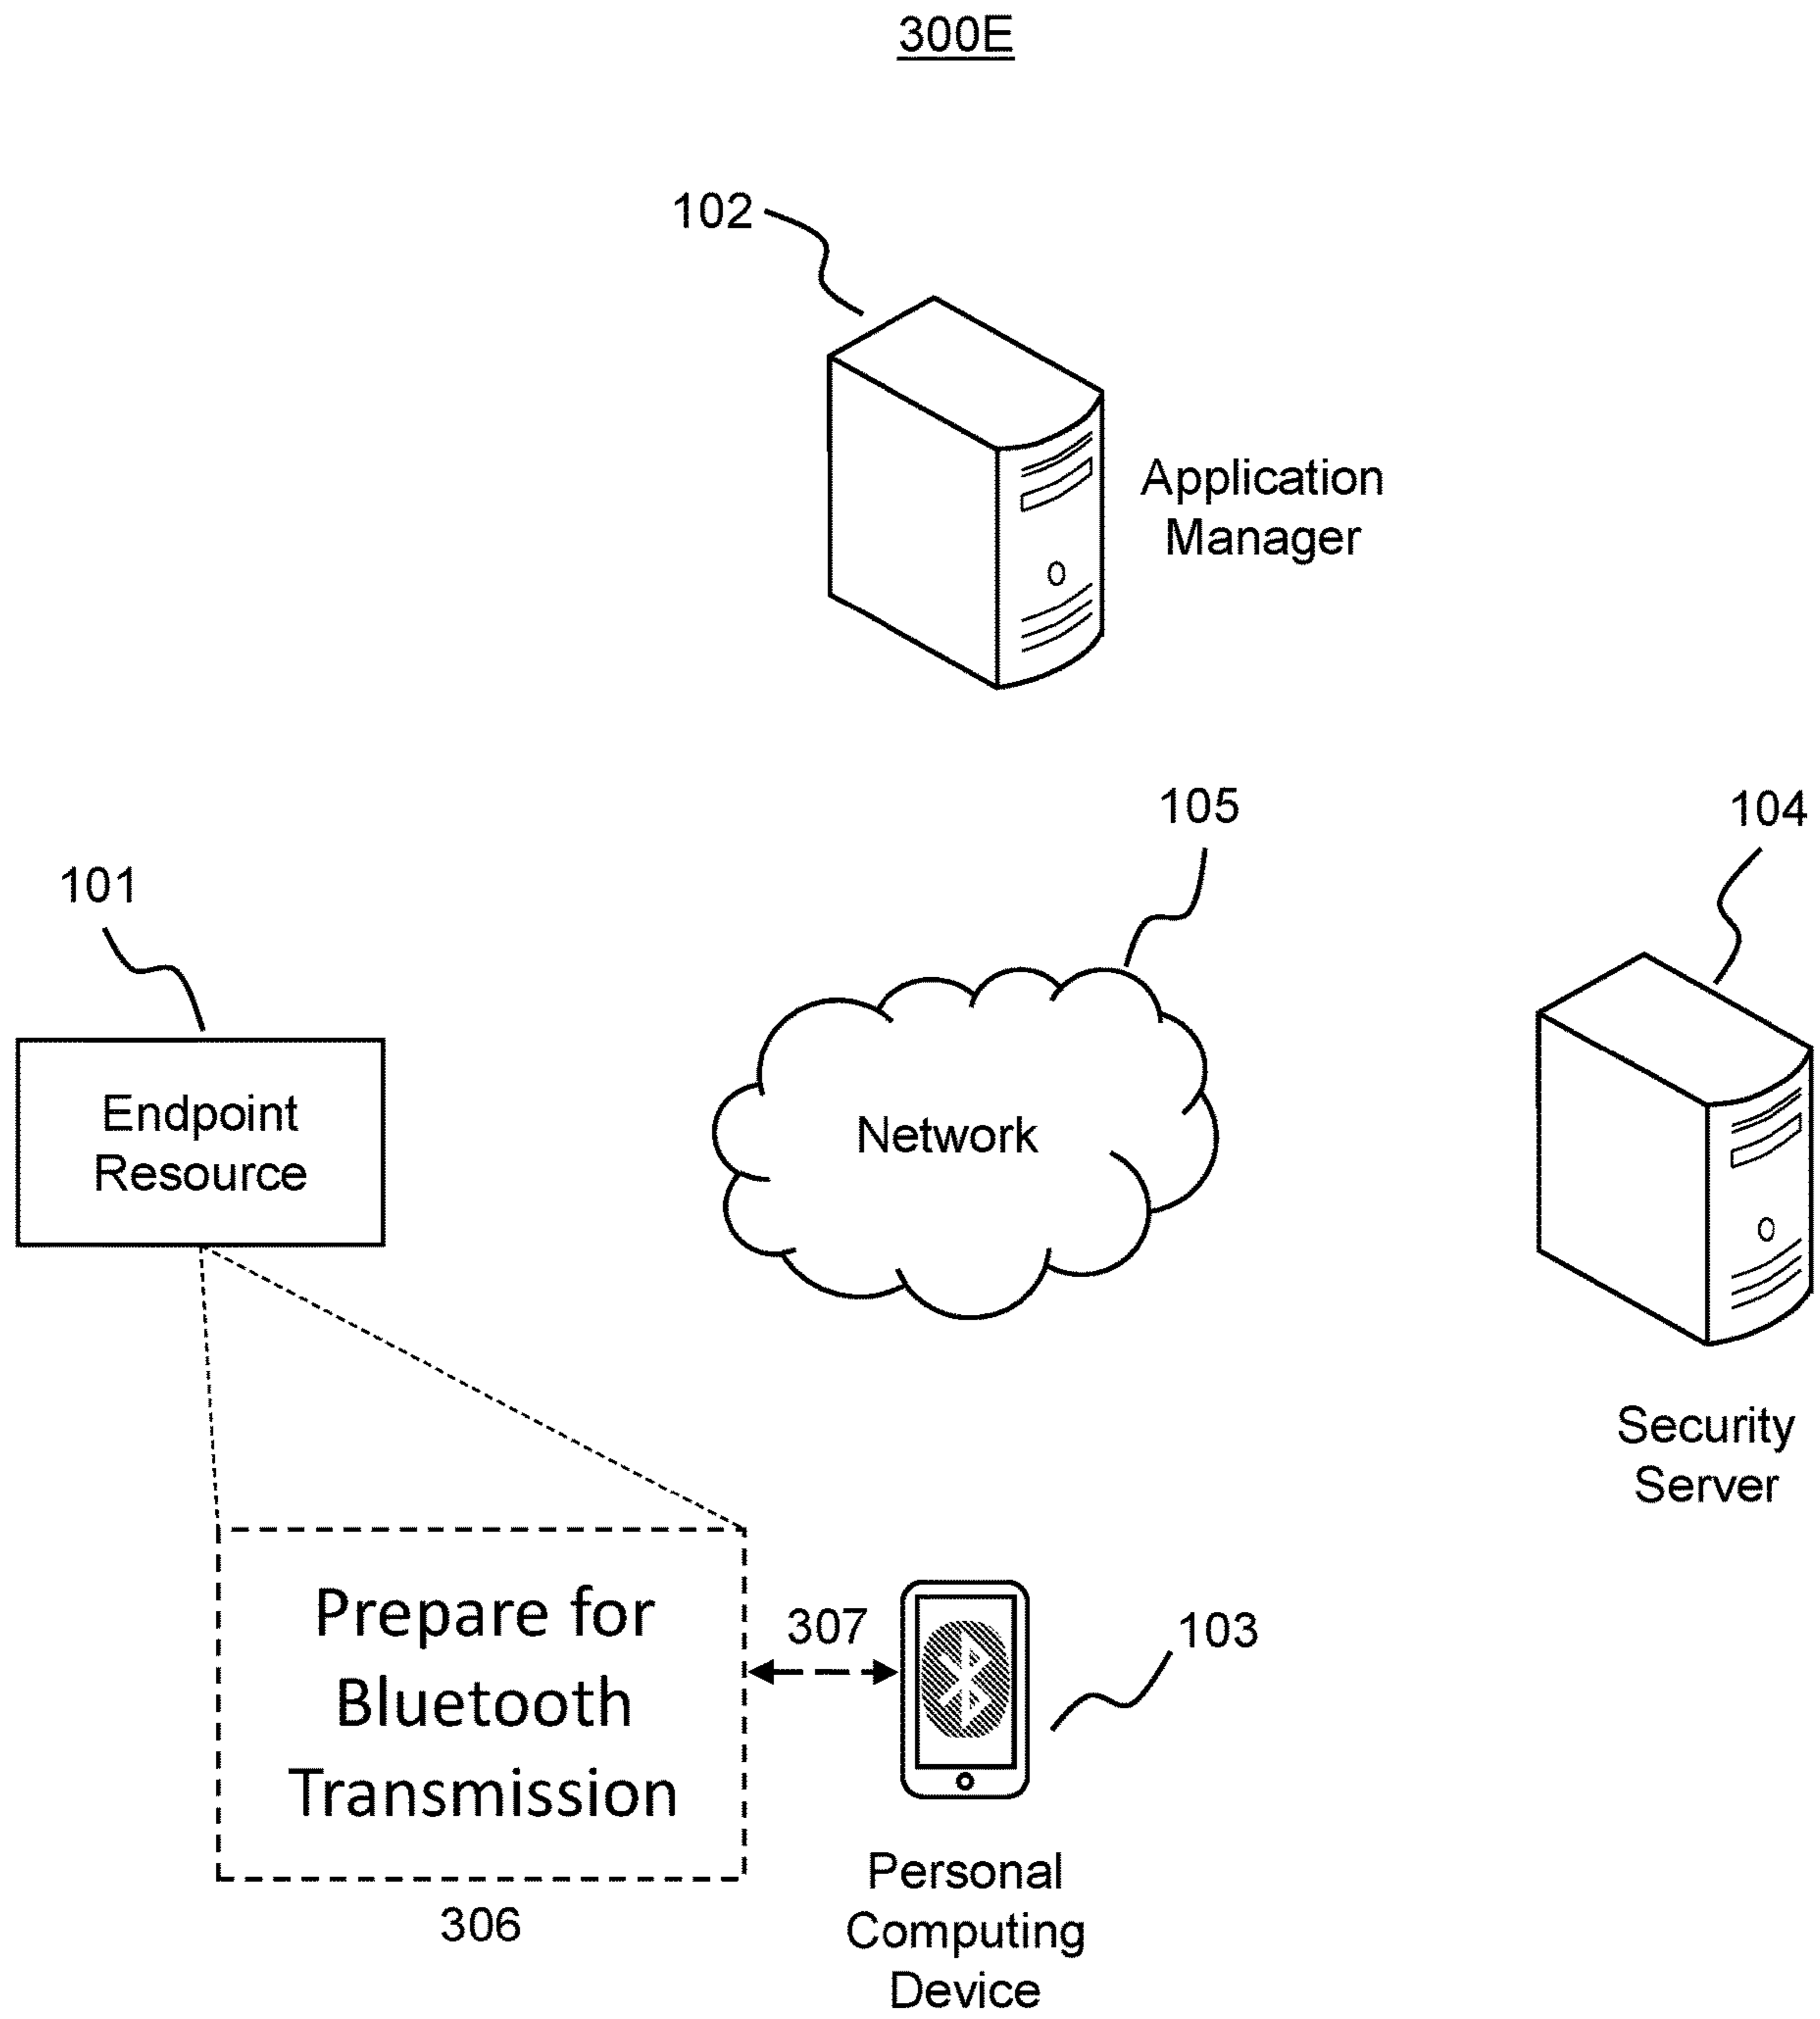 300E
102
Application
Manager
105
104
101
Endpoint
Resource
Network
Security
Server
Prepare for
Bluetooth
Transmission
307
103
306
Personal
Computing
Device